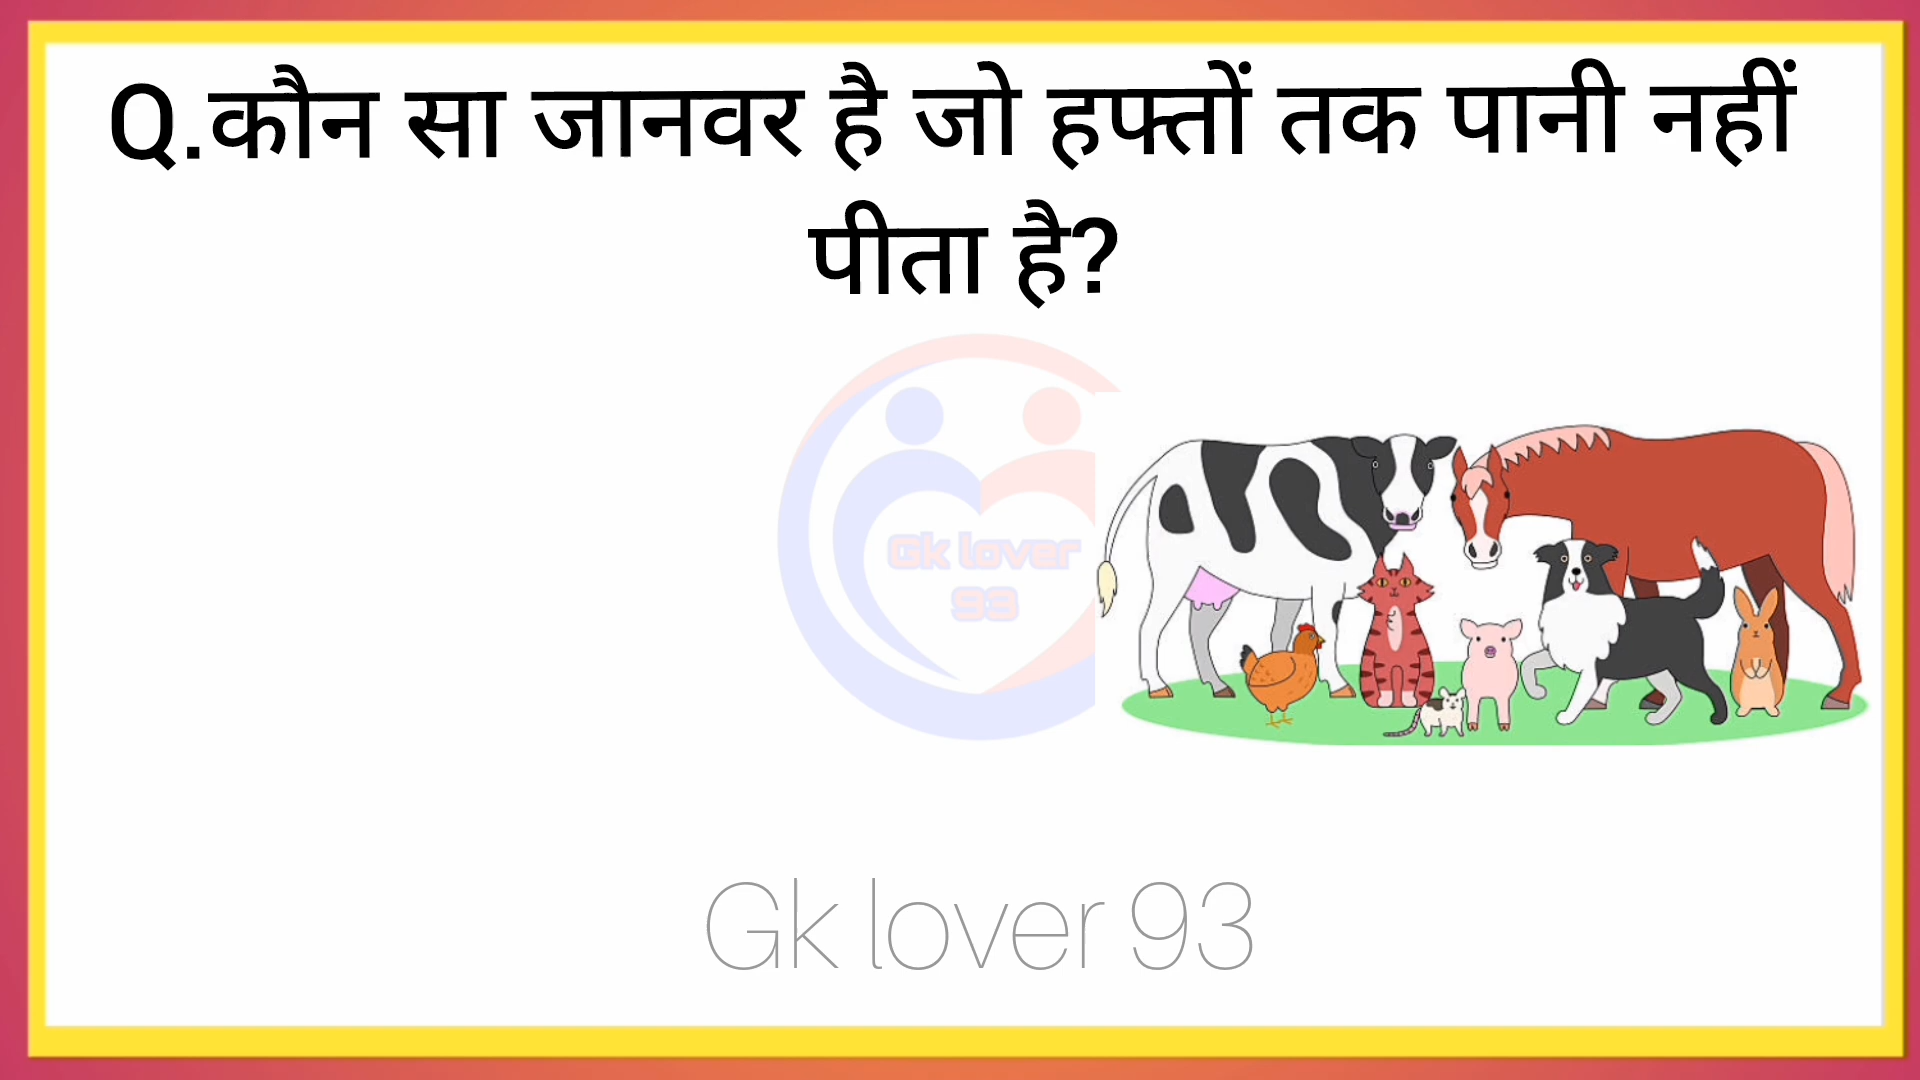 Q.कौन सा जानवर है जो हफ्तों तक पानी नहीं
पीता है?
Gk lover
93
Gk lover 93